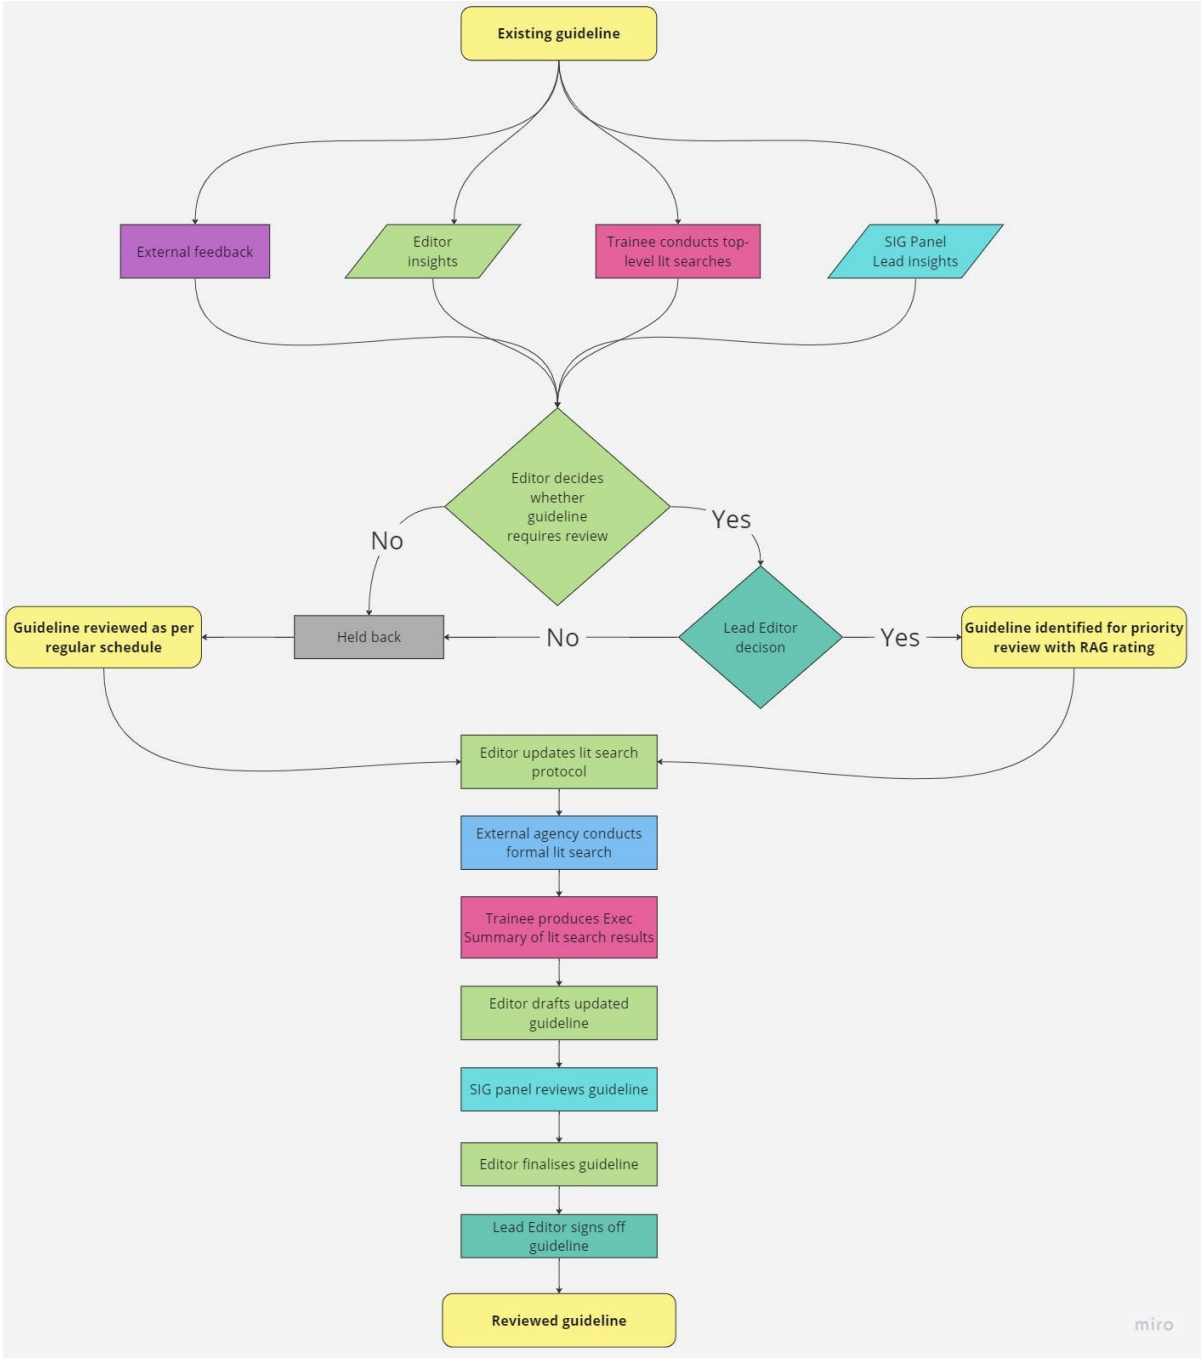 Existing guideline
External feedback
Editor
insights
Trainee conducts top-
level lit searches
SIG Panel
Lead insights
Editor decides
whether
guideline
requires review
No
Yes
Guideline reviewed as per
regular schedule
Held back
No
Lead Editor
decison
Yes
Guideline identified for priority
review with RAG rating
Editor updates lit search
protocol
External agency conducts
formal lit search
Trainee produces Exec
Summary of lit search results
Editor drafts updated
guideline
SIG panel reviews guideline
Editor finalises guideline
Lead Editor signs off
guideline
Reviewed guideline
miro